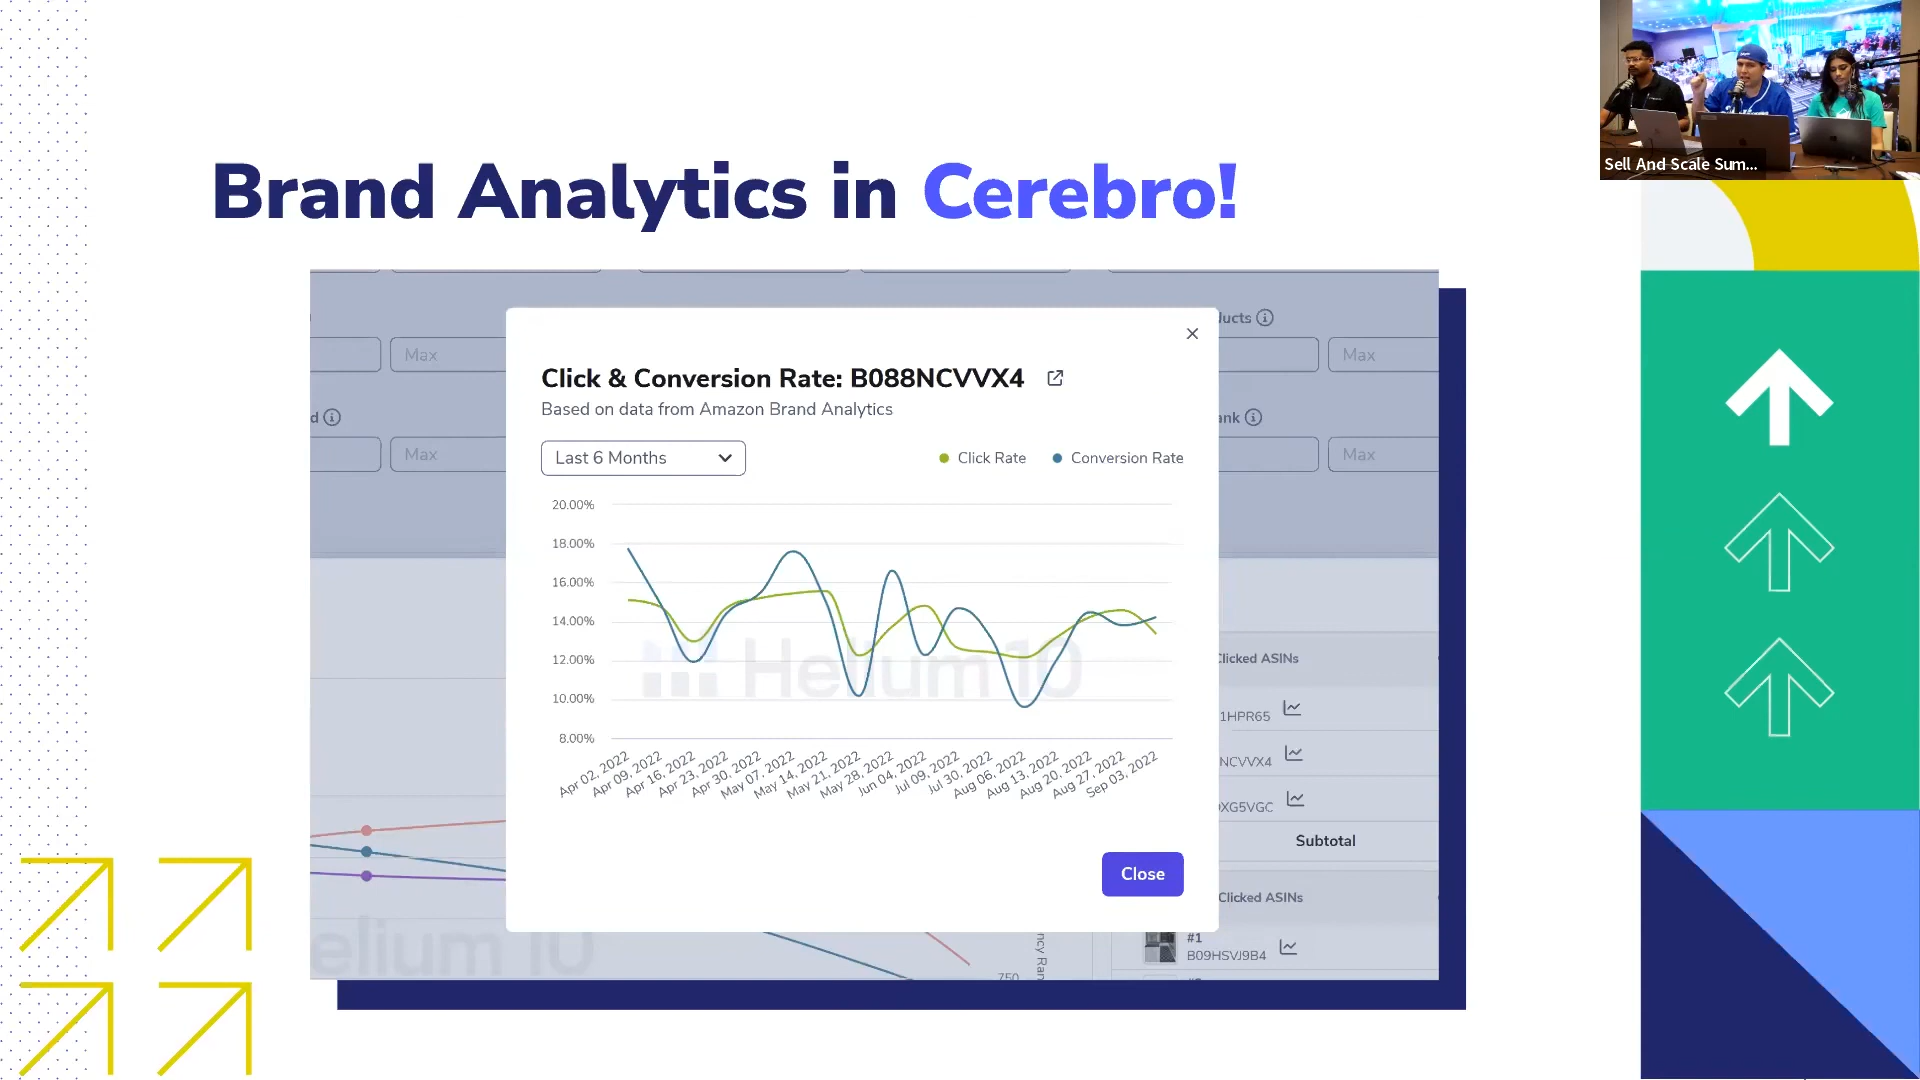 Sell And Scale Sum...
Brand Analytics in Cerebro!
ducts
Max
Max
Click & Conversion Rate: B088NCVVX4
Based on data from Amazon Brand Analytics
d
ank
Max
Max
Last 6 Months
Click Rate
Conversion Rate
20.00%
18.00%
16.00%
14.00%
12.00%
10.00%
8.00%
Helium 10
Apr 02, 2022
Apr 09, 2022
Apr 16, 2022
Apr 23, 2022
Apr 30, 2022
May 07, 2022
May 14, 2022
May 21, 2022
May 28, 2022
Jun 04, 2022
Jul 09, 2022
Jul 30, 2022
Aug 06, 2022
Aug 13, 2022
Aug 20, 2022
Aug 27, 2022
Sep 03, 2022
Clicked ASINs
1HPR65
NCVVX4
XG5VGC
Subtotal
Close
Clicked ASINs
#1
B09HSVJ9B4
elium 10
750
ncy Ran